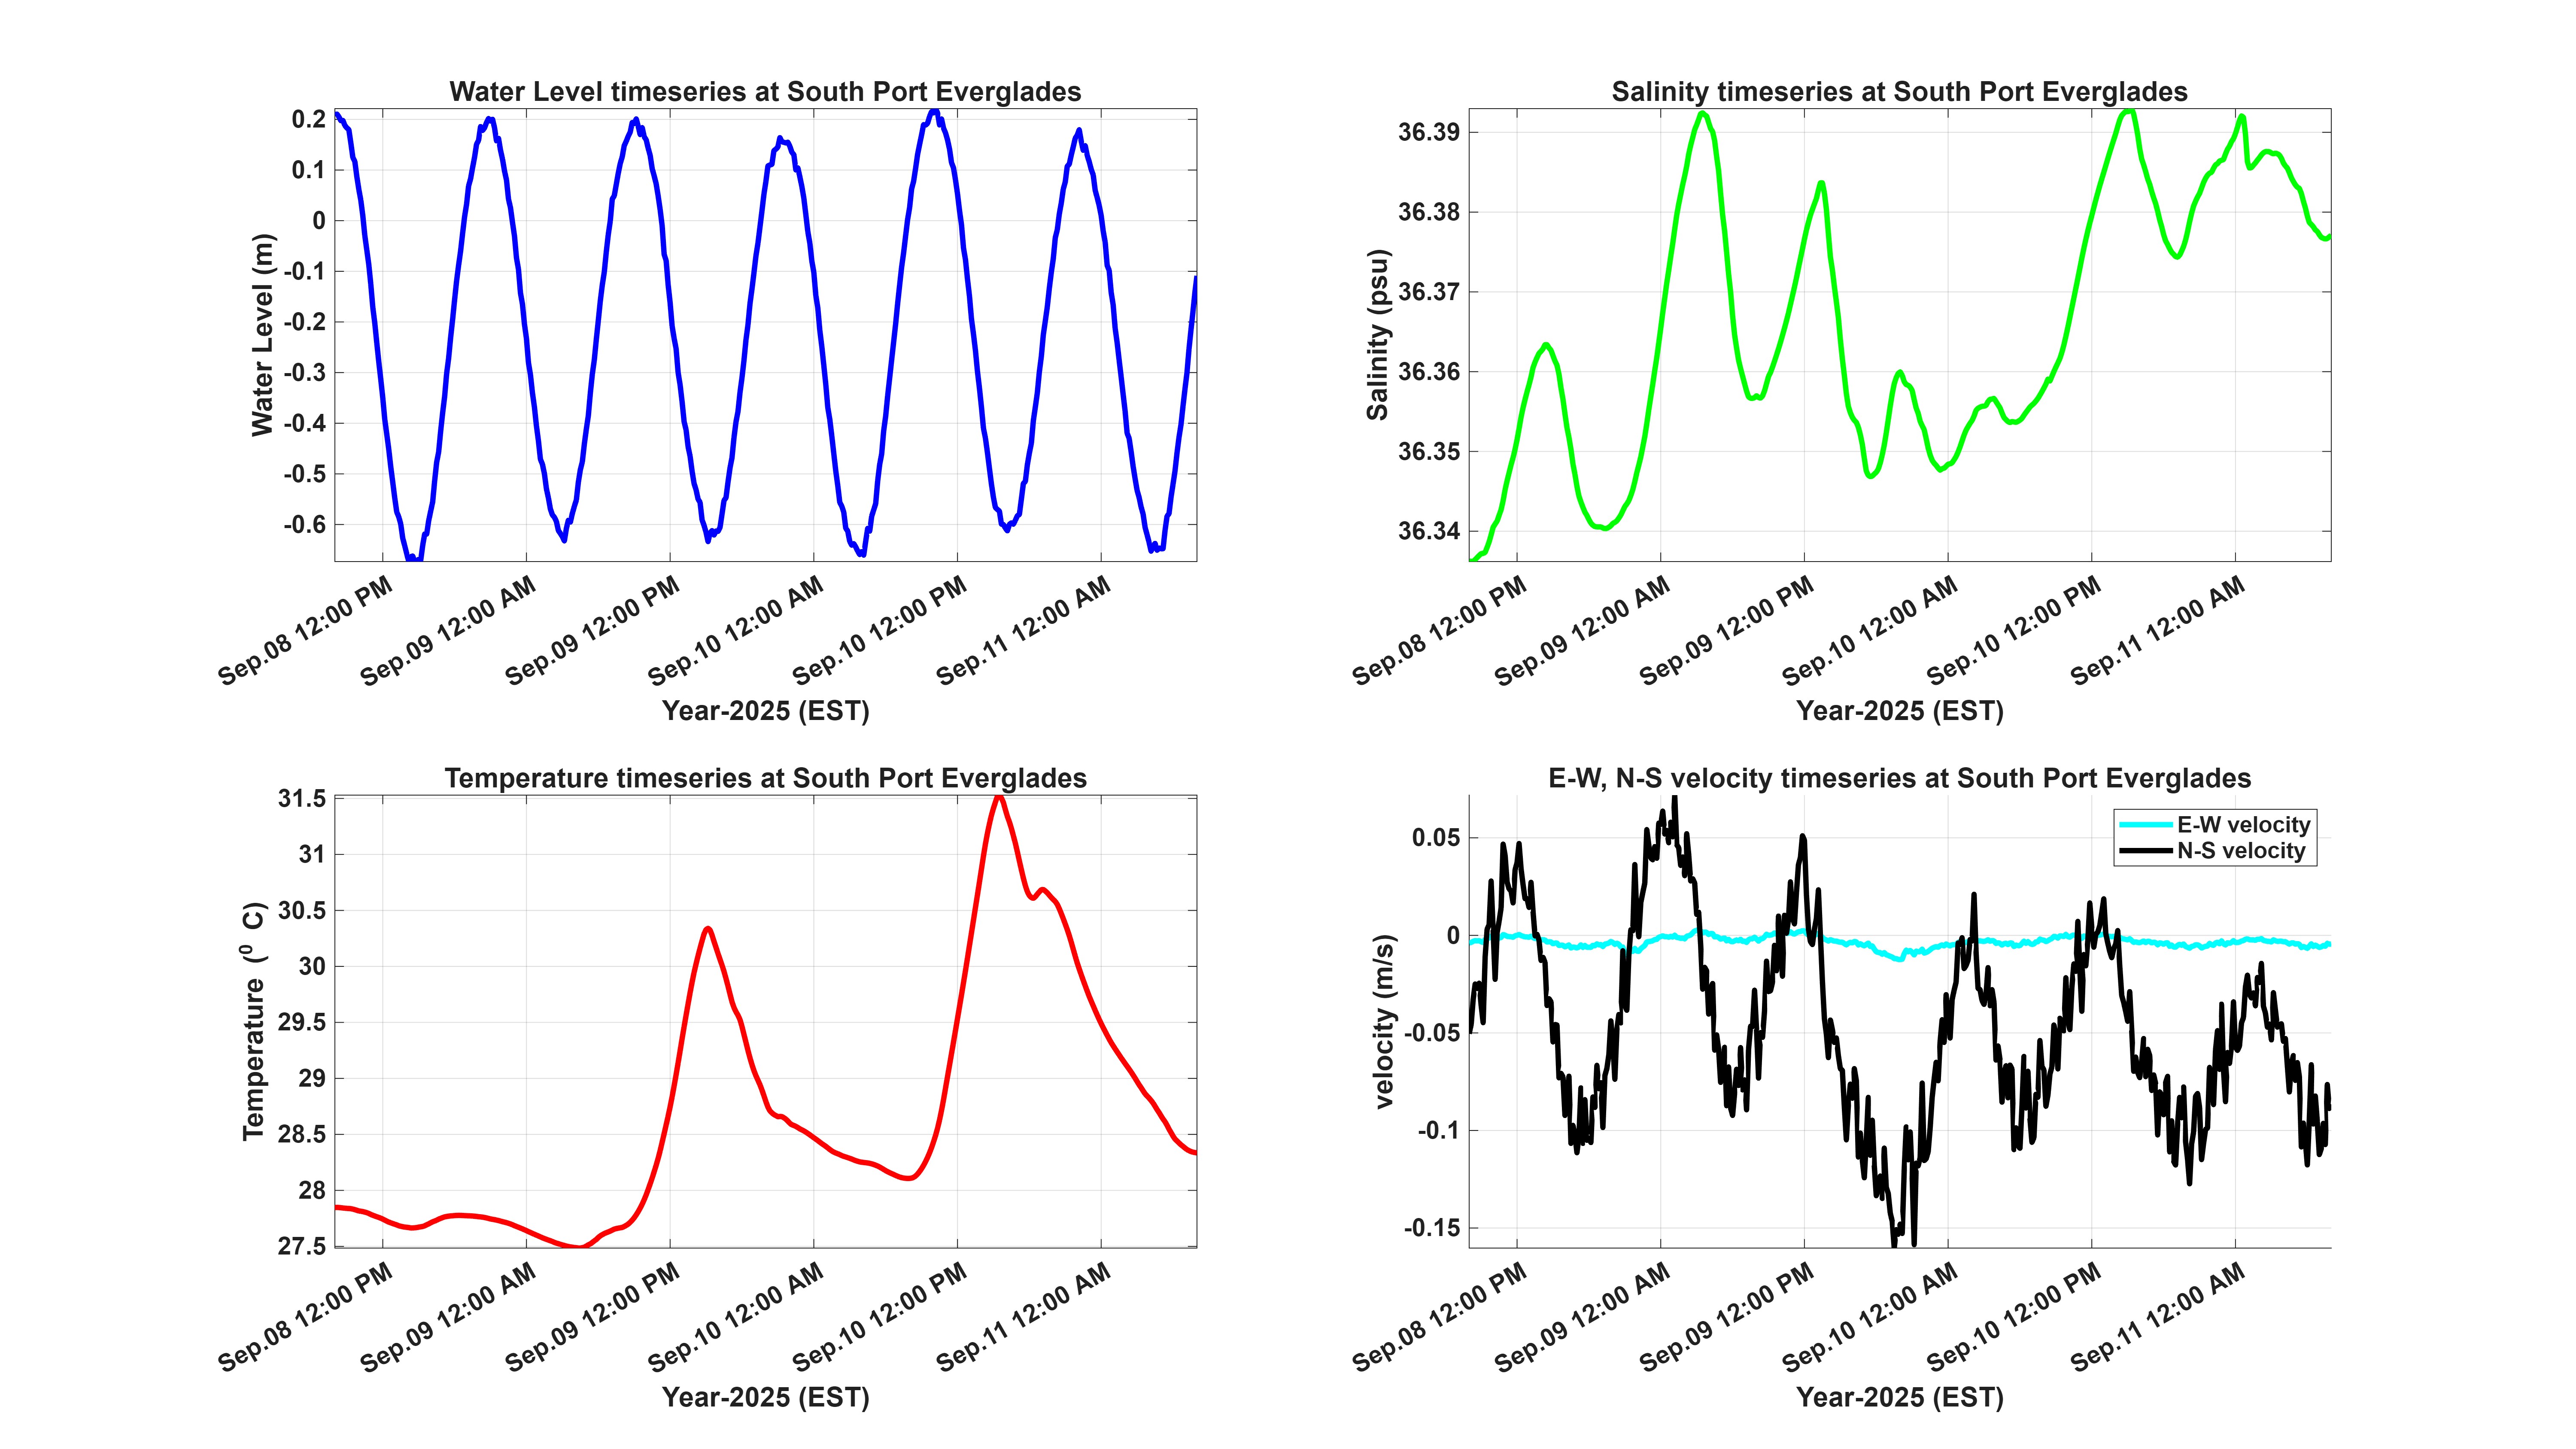 Water Level timeseries at South Port Everglades
Water Level (m)
0.2
0.1
0
-0.1
-0.2
-0.3
-0.4
-0.5
-0.6
Sep.08 12:00 PM
Sep.09 12:00 AM
Sep.09 12:00 PM
Sep.10 12:00 AM
Sep.10 12:00 PM
Sep.11 12:00 AM
Year-2025 (EST)
Salinity timeseries at South Port Everglades
Salinity (psu)
36.39
36.38
36.37
36.36
36.35
36.34
Sep.08 12:00 PM
Sep.09 12:00 AM
Sep.09 12:00 PM
Sep.10 12:00 AM
Sep.10 12:00 PM
Sep.11 12:00 AM
Year-2025 (EST)
Temperature timeseries at South Port Everglades
Temperature (⁰ C)
31.5
31
30.5
30
29.5
29
28.5
28
27.5
Sep.08 12:00 PM
Sep.09 12:00 AM
Sep.09 12:00 PM
Sep.10 12:00 AM
Sep.10 12:00 PM
Sep.11 12:00 AM
Year-2025 (EST)
E-W, N-S velocity timeseries at South Port Everglades
velocity (m/s)
0.05
0
-0.05
-0.1
-0.15
E-W velocity
N-S velocity
Sep.08 12:00 PM
Sep.09 12:00 AM
Sep.09 12:00 PM
Sep.10 12:00 AM
Sep.10 12:00 PM
Sep.11 12:00 AM
Year-2025 (EST)